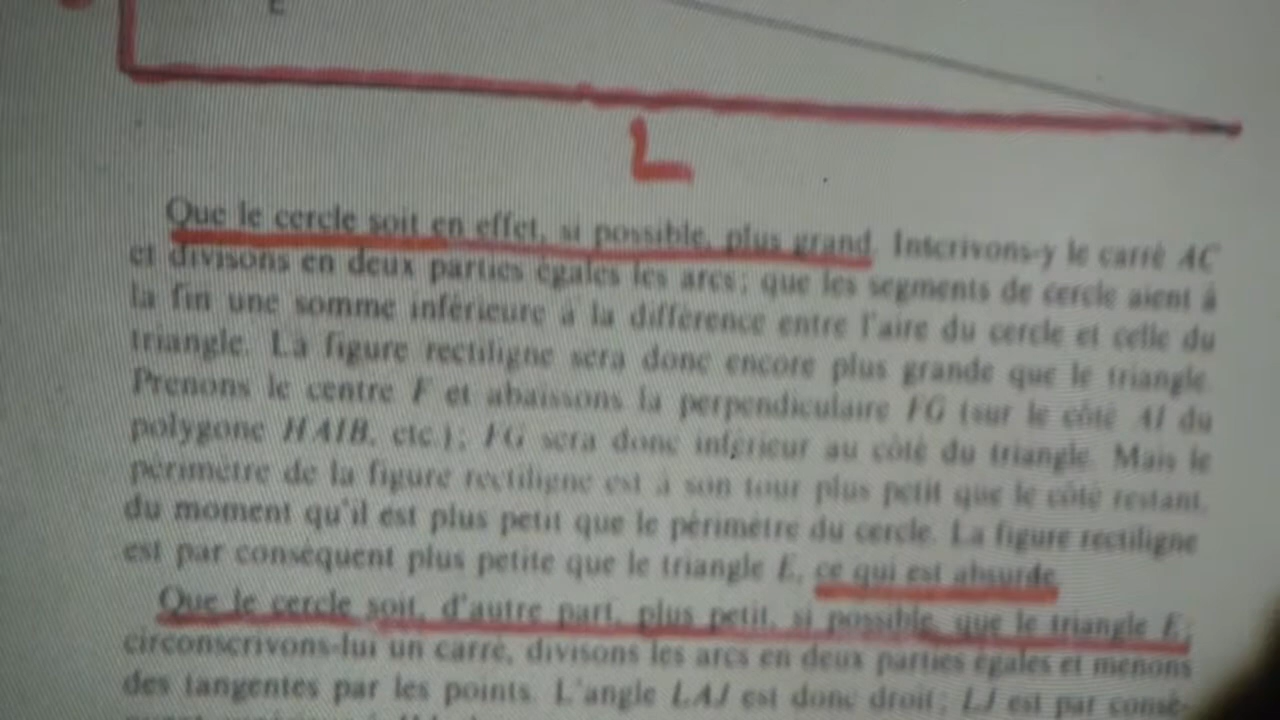 E
L
Que le cercle soit en effet, si possible, plus grand. Inscrivons-y le carré AC
et divisons en deux parties égales les arcs; que les segments de cercle aient à
la fin une somme inférieure à la différence entre l'aire du cercle et celle du
triangle. La figure rectiligne sera donc encore plus grande que le triangle.
Prenons le centre F et abaissons la perpendiculaire FG (sur le côté AI du
polygone HAIB, etc.); FG sera donc inférieur au côté du triangle. Mais le
périmètre de la figure rectiligne est à son tour plus petit que le côté restant,
du moment qu'il est plus petit que le périmètre du cercle. La figure rectiligne
est par conséquent plus petite que le triangle E, ce qui est absurde.
Que le cercle soit, d'autre part, plus petit, si possible, que le triangle E;
circonscrivons-lui un carré, divisons les arcs en deux parties égales et menons
des tangentes par les points. L'angle LAJ est donc droit; LJ est par consé-